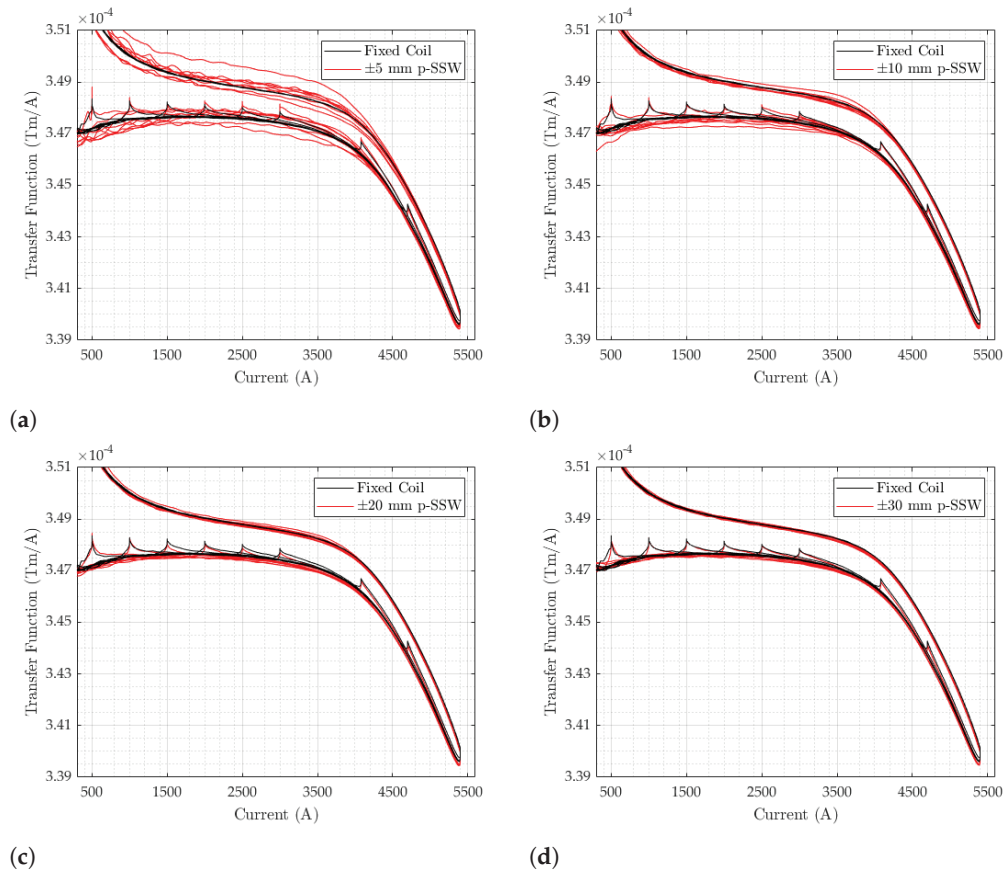 ×10⁻⁴
3.51
3.49
3.47
3.45
3.43
3.41
3.39
Transfer Function (Tm/A)
500 1500 2500 3500 4500 5500
Current (A)
Fixed Coil
±5 mm p-SSW
(a)
×10⁻⁴
3.51
3.49
3.47
3.45
3.43
3.41
3.39
Transfer Function (Tm/A)
500 1500 2500 3500 4500 5500
Current (A)
Fixed Coil
±10 mm p-SSW
(b)
×10⁻⁴
3.51
3.49
3.47
3.45
3.43
3.41
3.39
Transfer Function (Tm/A)
500 1500 2500 3500 4500 5500
Current (A)
Fixed Coil
±20 mm p-SSW
(c)
×10⁻⁴
3.51
3.49
3.47
3.45
3.43
3.41
3.39
Transfer Function (Tm/A)
500 1500 2500 3500 4500 5500
Current (A)
Fixed Coil
±30 mm p-SSW
(d)